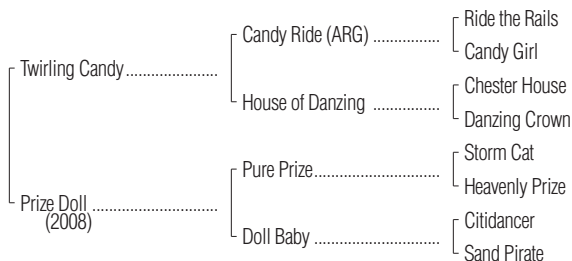 Ride the Rails
Candy Ride (ARG) ..................
Candy Girl
Twirling Candy........................
Chester House
House of Danzing ..................
Danzing Crown
Storm Cat
Pure Prize.................................
Heavenly Prize
Prize Doll .................................
(2008)
Citidancer
Doll Baby .................................
Sand Pirate